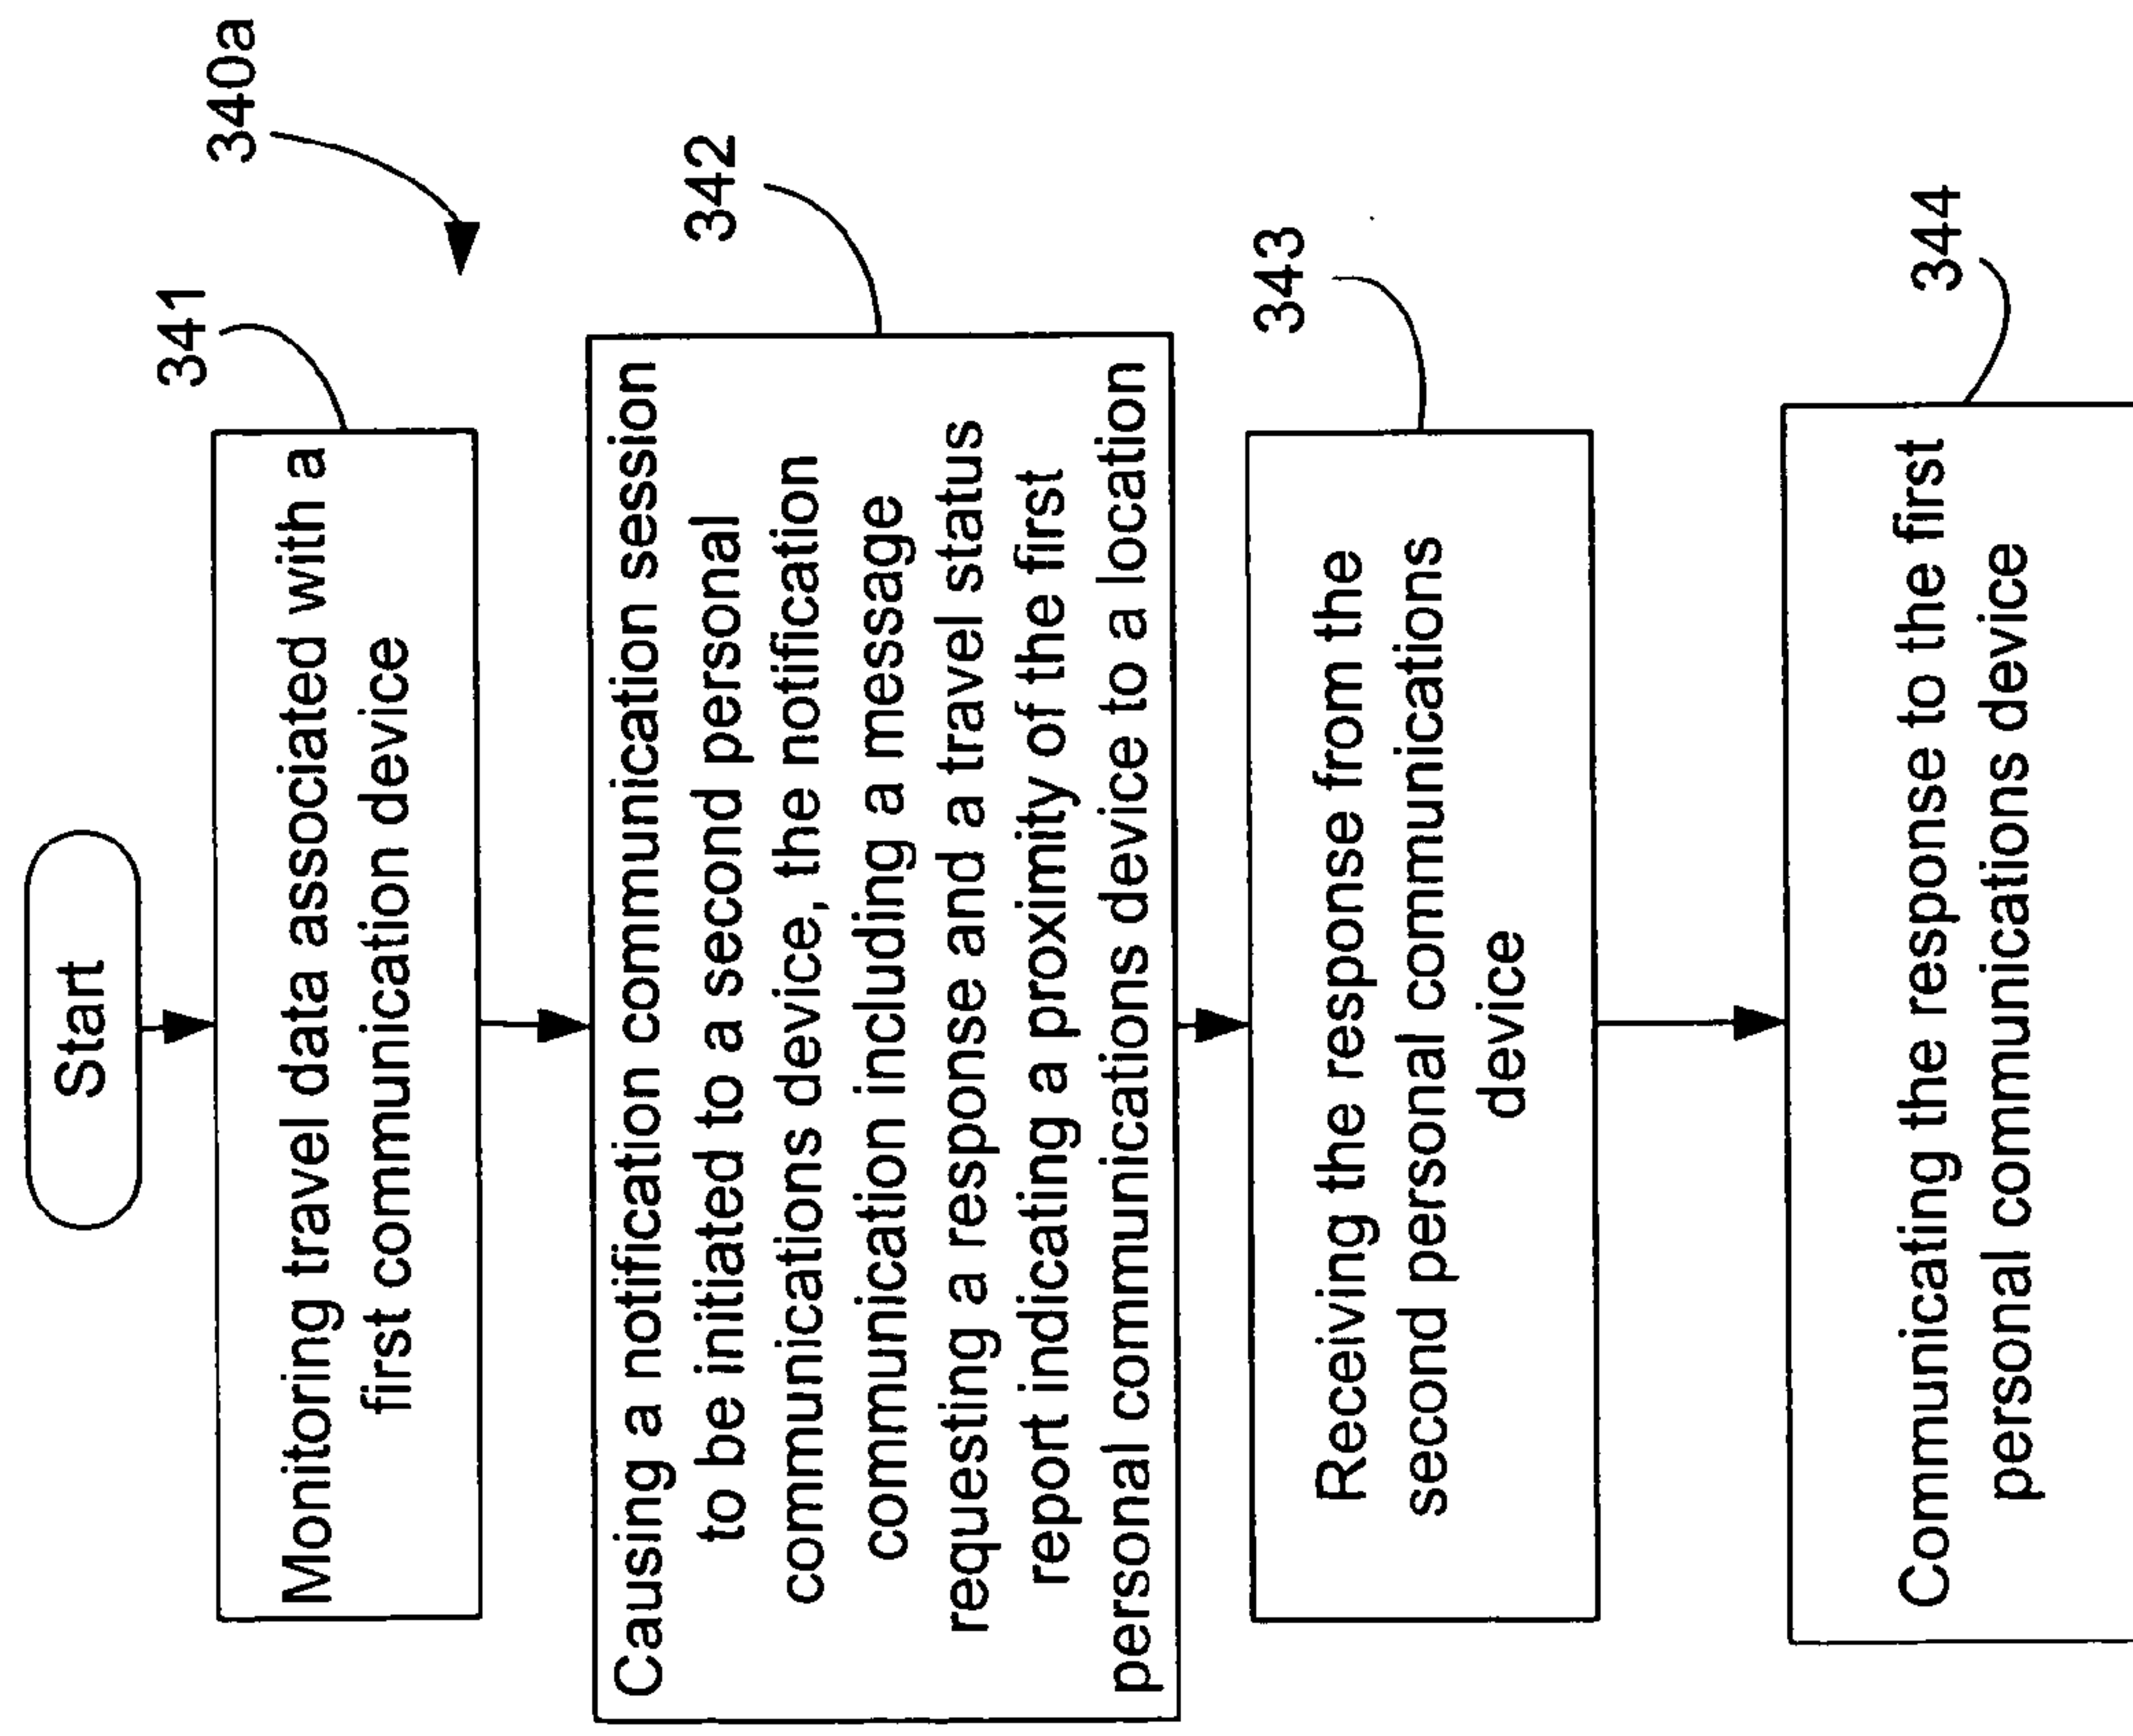 Start
340a
341
Monitoring travel data associated with a
first communication device
342
Causing a notification communication session
to be initiated to a second personal
communications device, the notification
communication including a message
requesting a response and a travel status
report indicating a proximity of the first
personal communications device to a location
343
Receiving the response from the
second personal communications
device
344
Communicating the response to the first
personal communications device